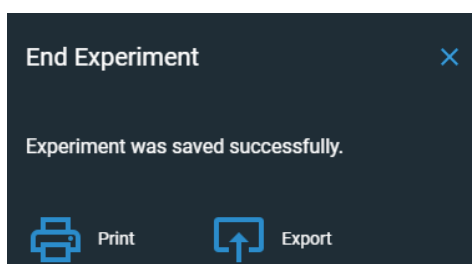 End Experiment
Experiment was saved successfully.
Print Export